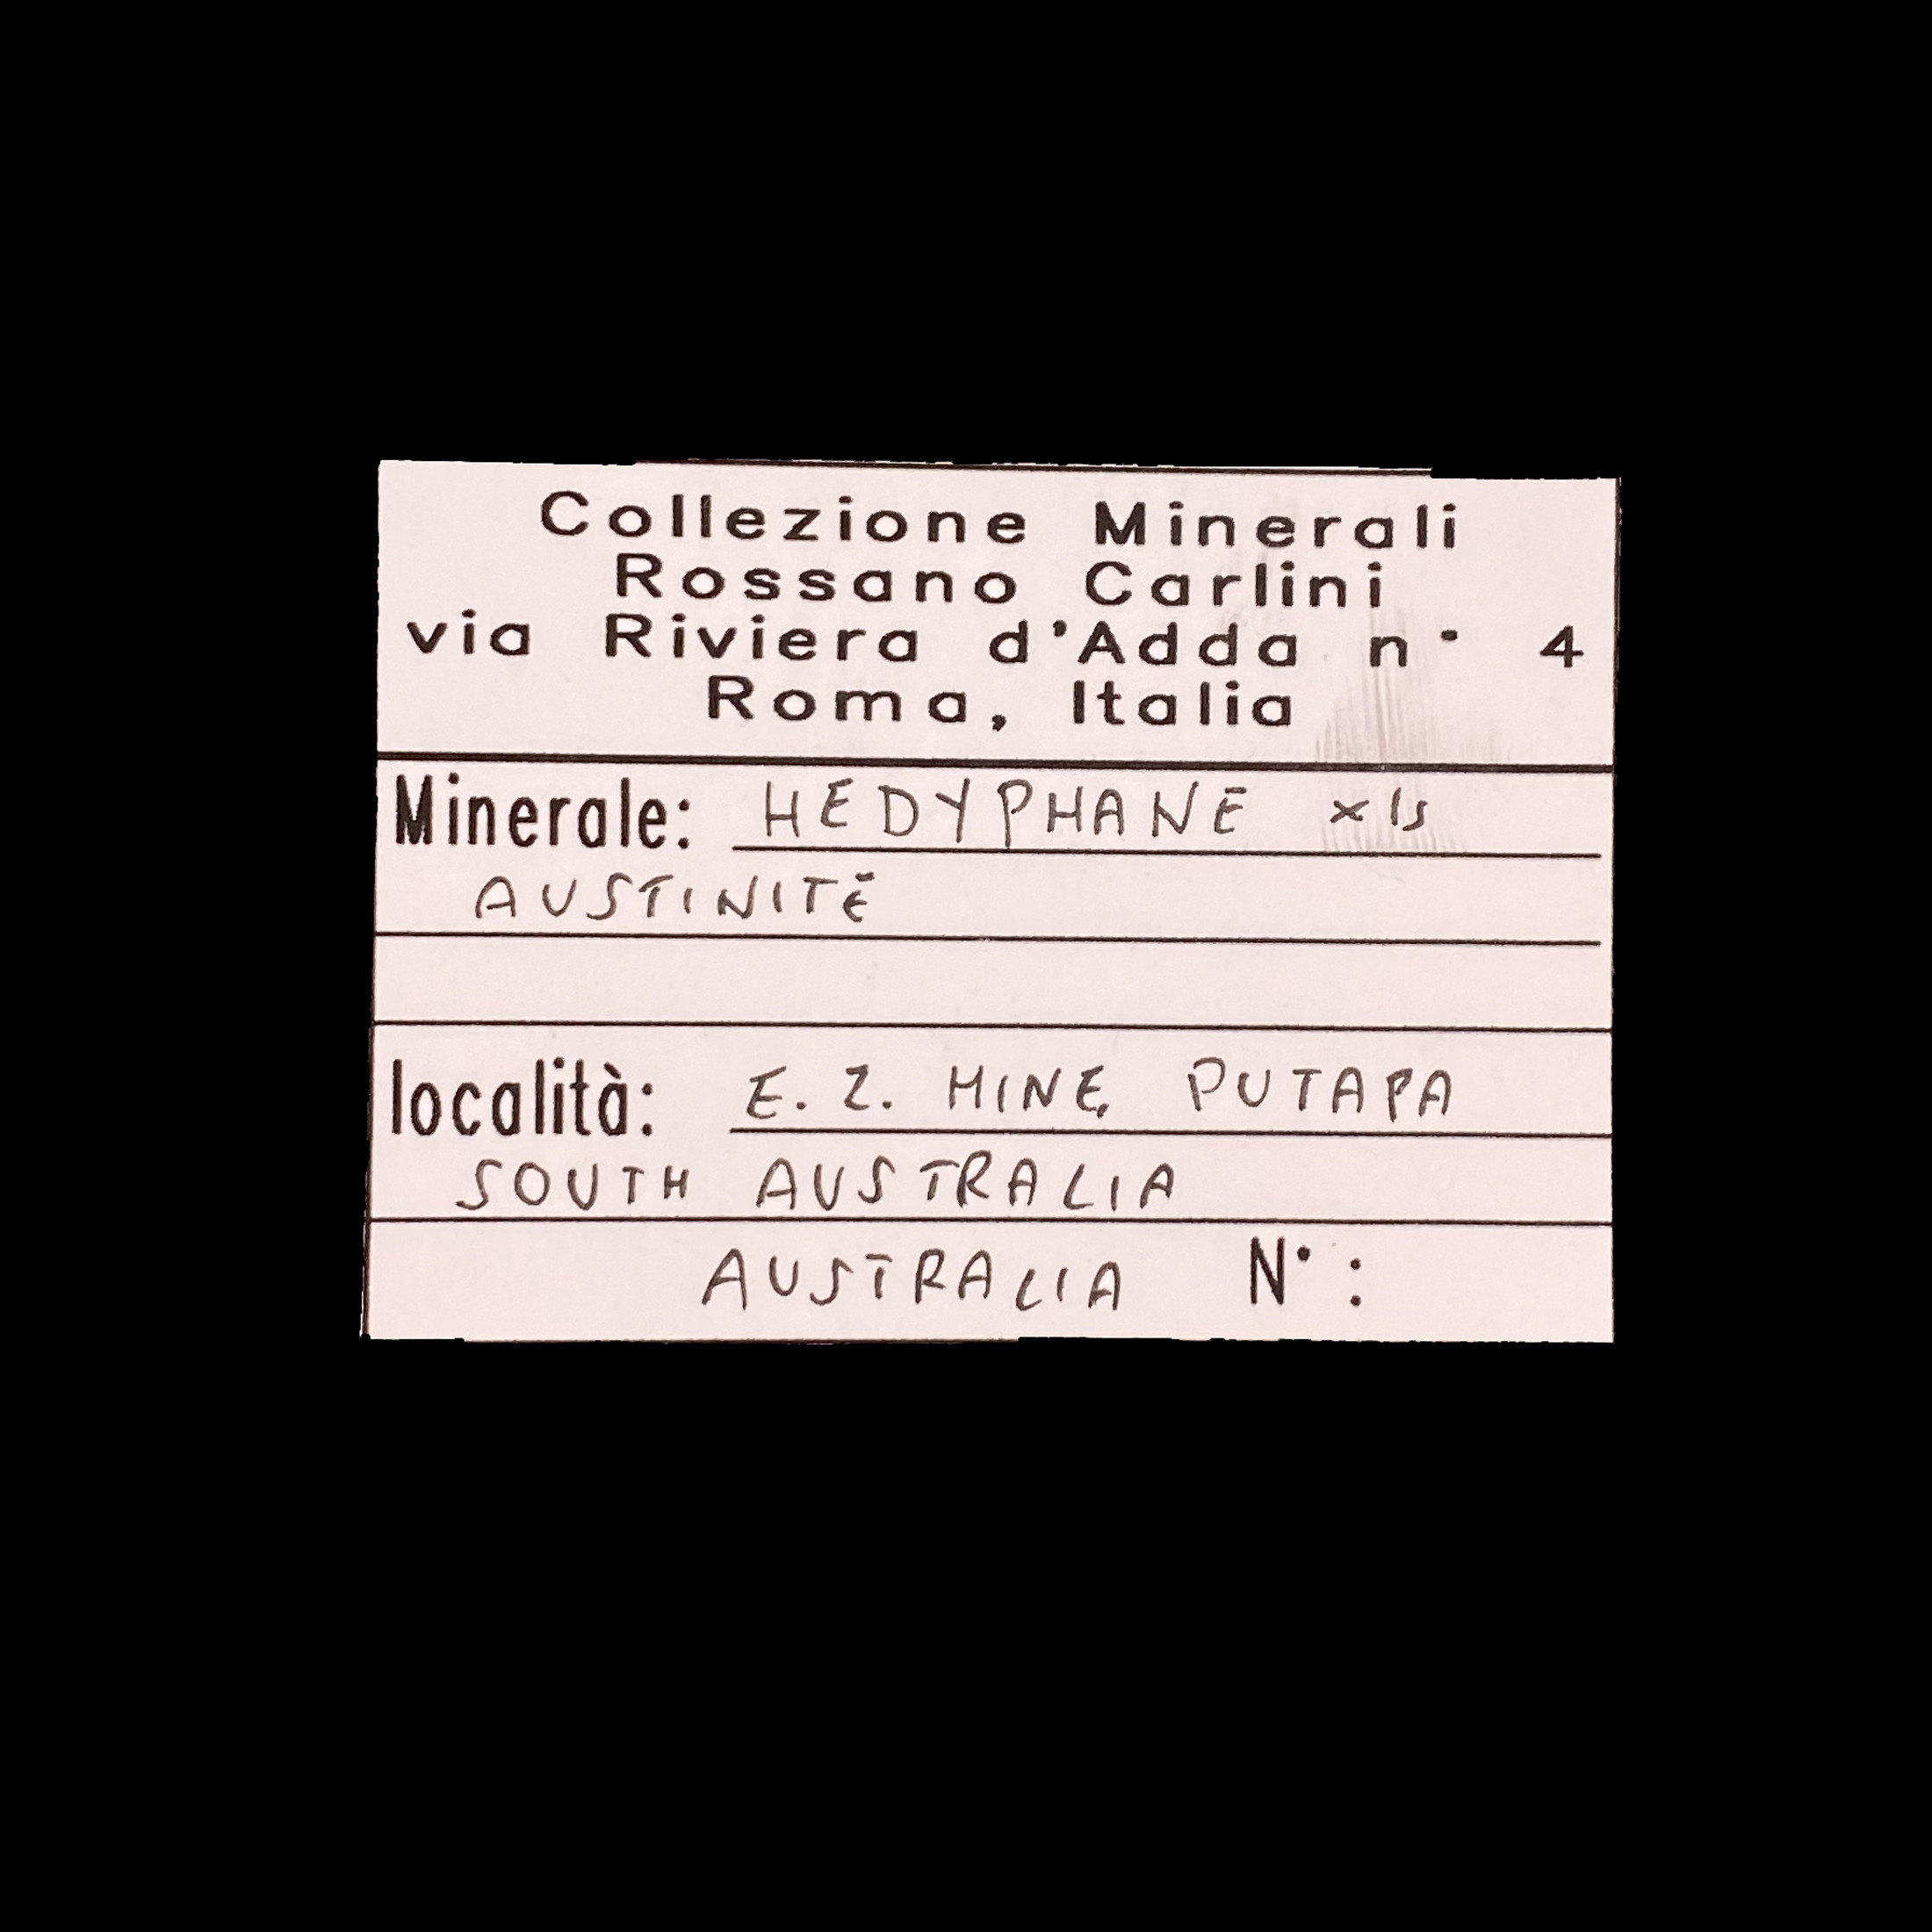 Collezione Minerali
Rossano Carlini
via Riviera d'Adda n° 4
Roma, Italia
Minerale: HEDYPHANE xls
AUSTINITE
località: E. Z. MINE, PUTAPA
SOUTH AUSTRALIA
AUSTRALIA N° :